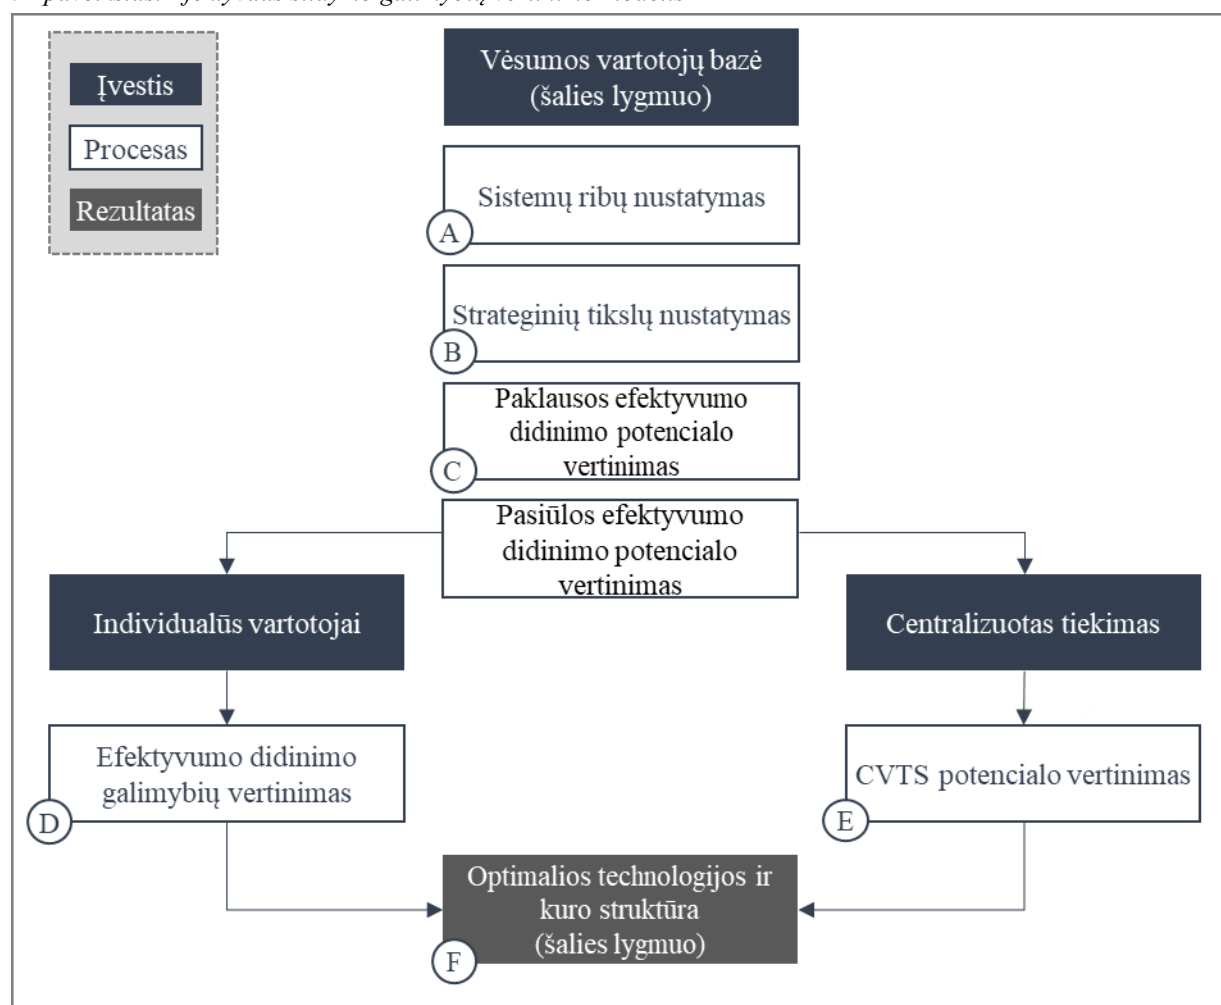 Įvestis
Procesas
Rezultatas
Vėsumos vartotojų bazė
(šalies lygmuo)
Sistemų ribų nustatymas
A
Strateginių tikslų nustatymas
B
Paklausos efektyvumo
didinimo potencialo
vertinimas
C
Pasiūlos efektyvumo
didinimo potencialo
vertinimas
Individualūs vartotojai
Centralizuotas tiekimas
Efektyvumo didinimo
galimybių vertinimas
D
CVTS potencialo vertinimas
E
Optimalios technologijos ir
kuro struktūra
(šalies lygmuo)
F